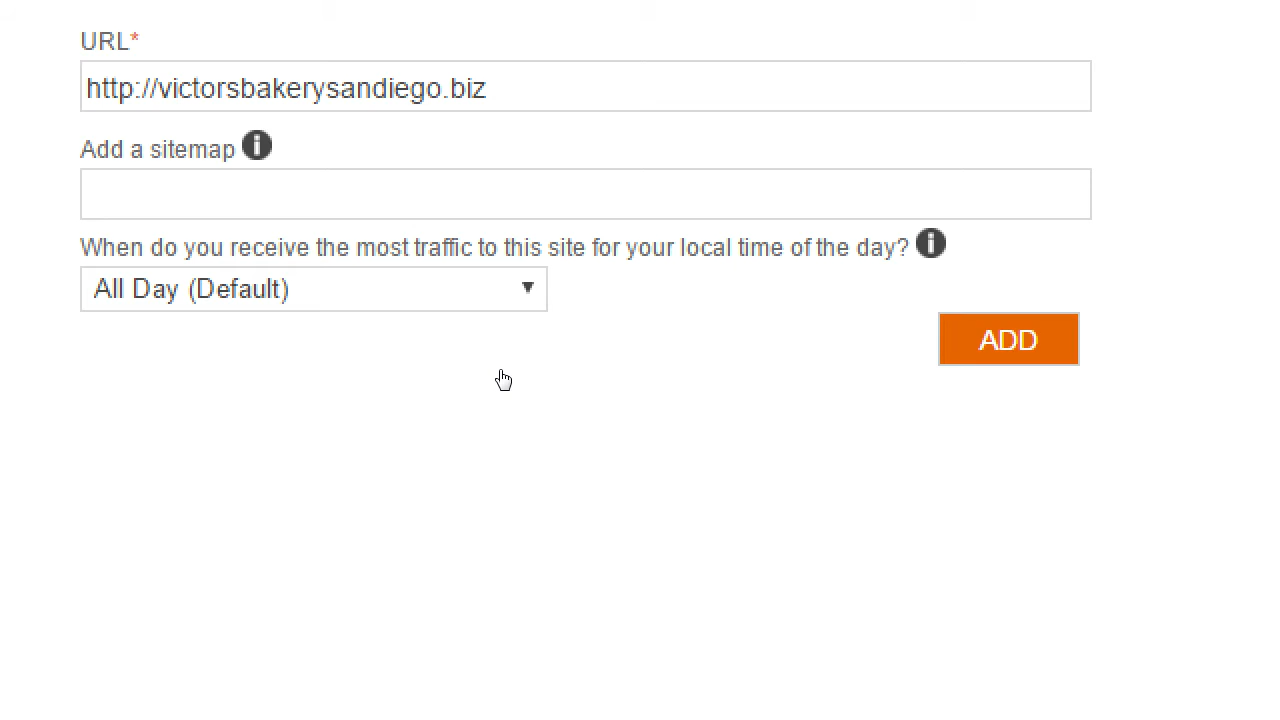 URL*
http://victorsbakerysandiego.biz
Add a sitemap
When do you receive the most traffic to this site for your local time of the day?
All Day (Default)
ADD